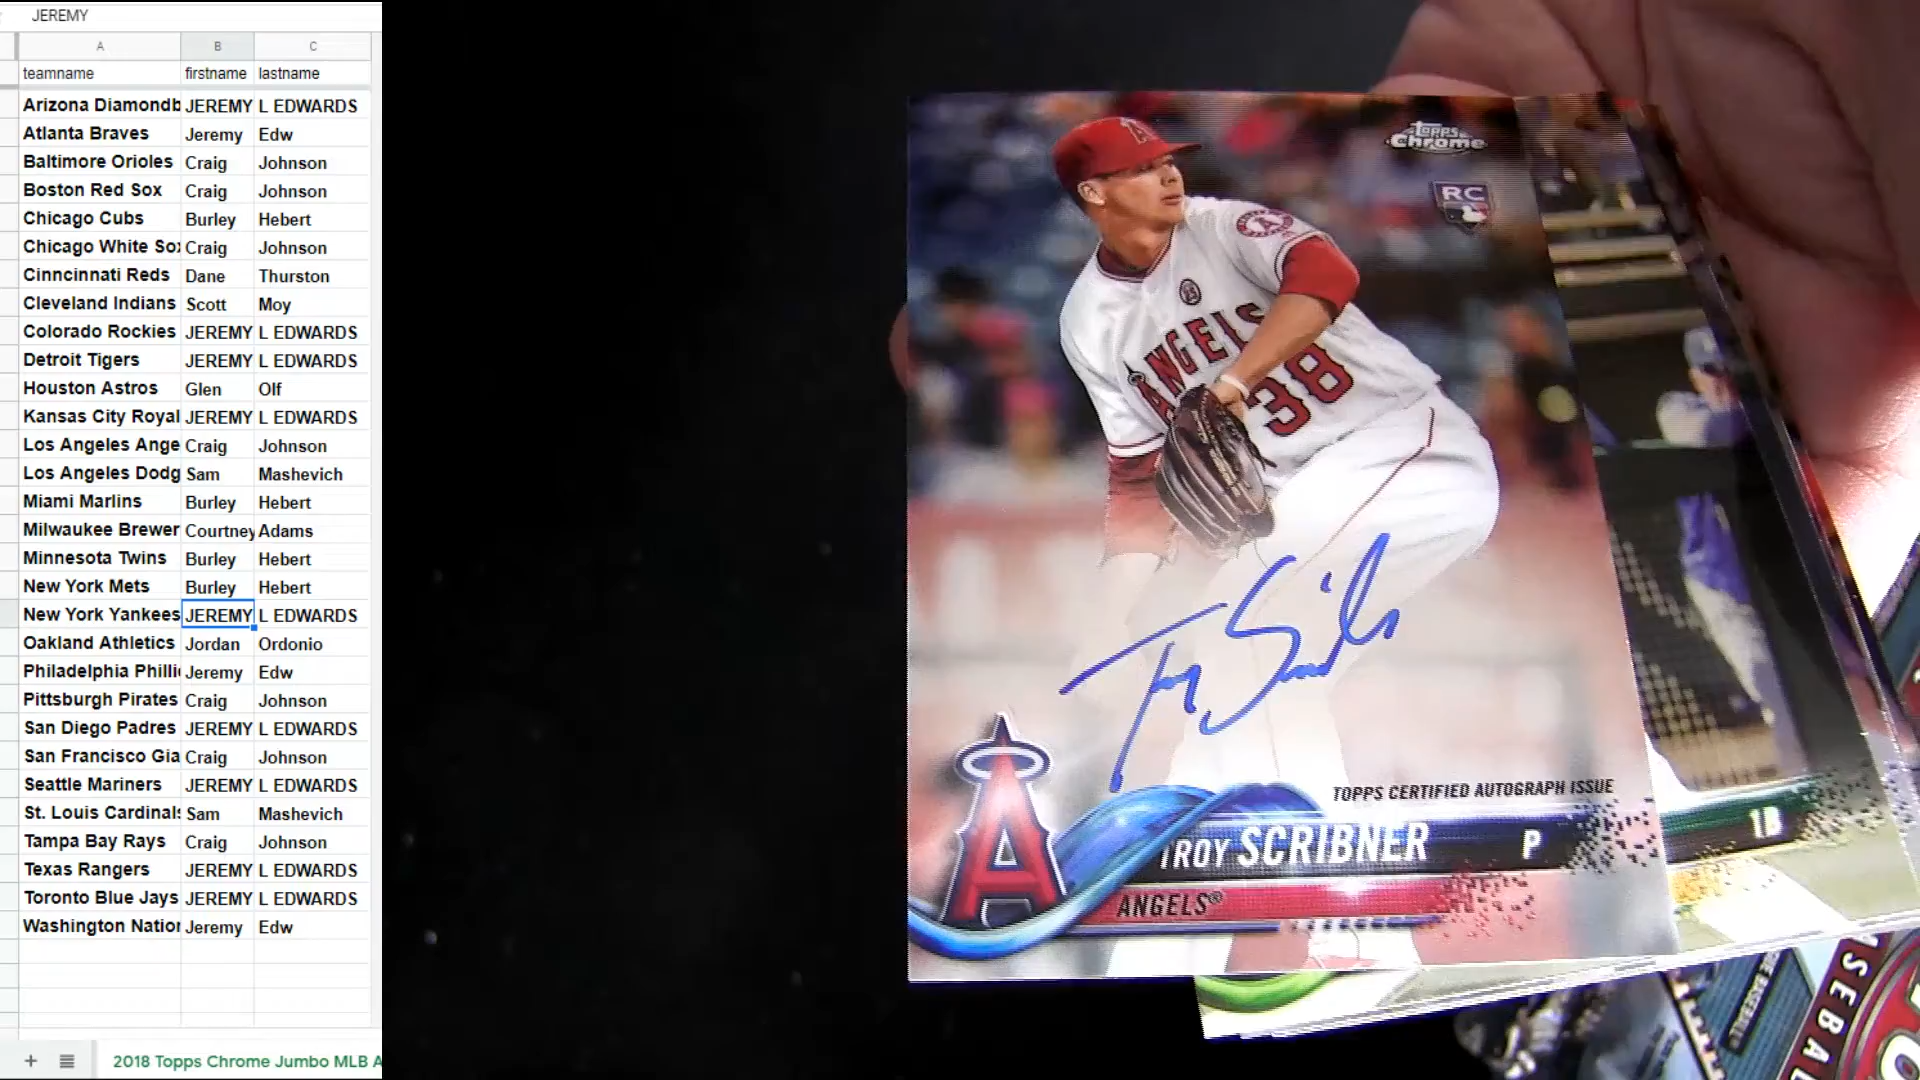 JEREMY
A B C
teamname firstname lastname
Arizona Diamondb JEREMY L EDWARDS
Atlanta Braves Jeremy Edw
Baltimore Orioles Craig Johnson
Boston Red Sox Craig Johnson
Chicago Cubs Burley Hebert
Chicago White Sox Craig Johnson
Cinncinnati Reds Dane Thurston
Cleveland Indians Scott Moy
Colorado Rockies JEREMY L EDWARDS
Detroit Tigers JEREMY L EDWARDS
Houston Astros Glen Olf
Kansas City Royal JEREMY L EDWARDS
Los Angeles Ange Craig Johnson
Los Angeles Dodg Sam Mashevich
Miami Marlins Burley Hebert
Milwaukee Brewer Courtney Adams
Minnesota Twins Burley Hebert
New York Mets Burley Hebert
New York Yankees JEREMY L EDWARDS
Oakland Athletics Jordan Ordonio
Philadelphia Philli Jeremy Edw
Pittsburgh Pirates Craig Johnson
San Diego Padres JEREMY L EDWARDS
San Francisco Gia Craig Johnson
Seattle Mariners JEREMY L EDWARDS
St. Louis Cardinals Sam Mashevich
Tampa Bay Rays Craig Johnson
Texas Rangers JEREMY L EDWARDS
Toronto Blue Jays JEREMY L EDWARDS
Washington Nation Jeremy Edw
2018 Topps Chrome Jumbo MLB A
Topps
Chrome
RC
A
ANGELS
38
TOPPS CERTIFIED AUTOGRAPH ISSUE
TROY SCRIBNER P
ANGELS®
1B
A